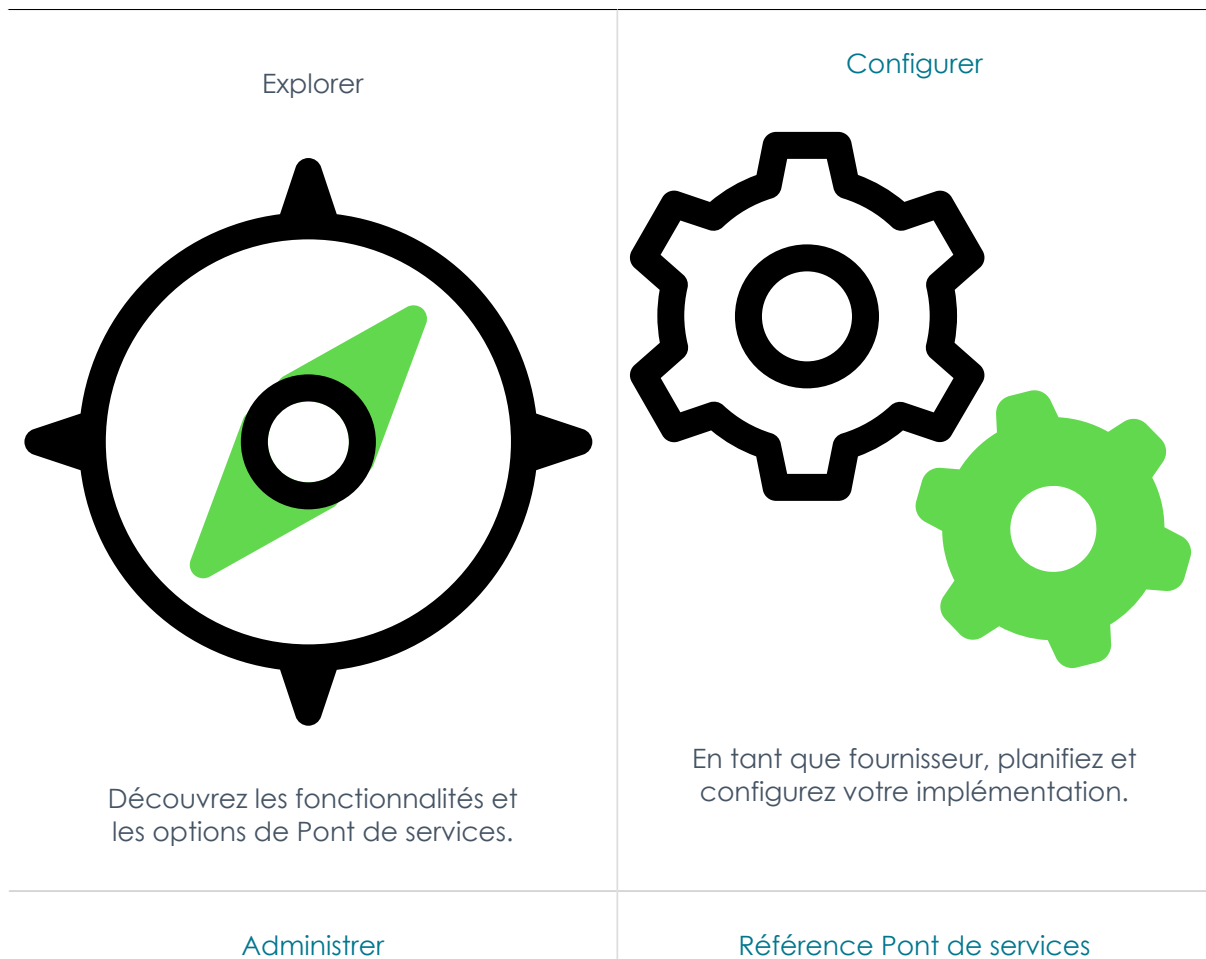 Explorer
Découvrez les fonctionnalités et
les options de Pont de services.
Configurer
En tant que fournisseur, planifiez et
configurez votre implémentation.
Administrer
Référence Pont de services